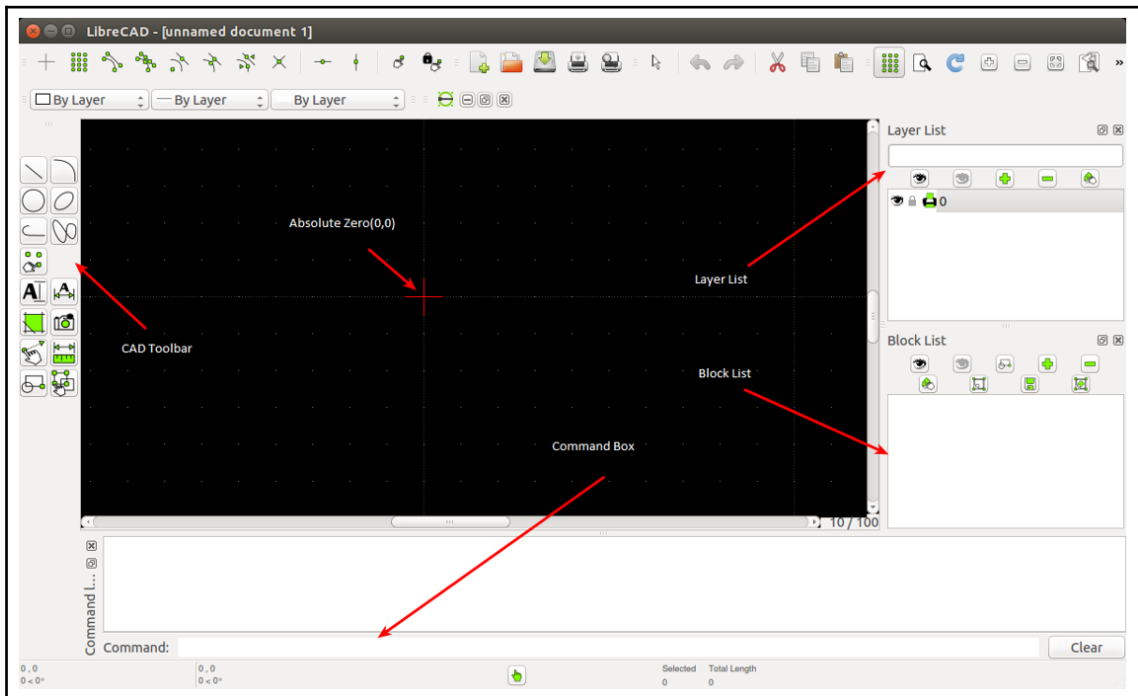 LibreCAD - [unnamed document 1]
»
By Layer
By Layer
By Layer
Layer List
0
Absolute Zero(0,0)
Layer List
CAD Toolbar
Block List
Block List
Command Box
10 / 100
Command L...
Command:
Clear
0 , 0
0 < 0°
0 , 0
0 < 0°
Selected Total Length
0 0